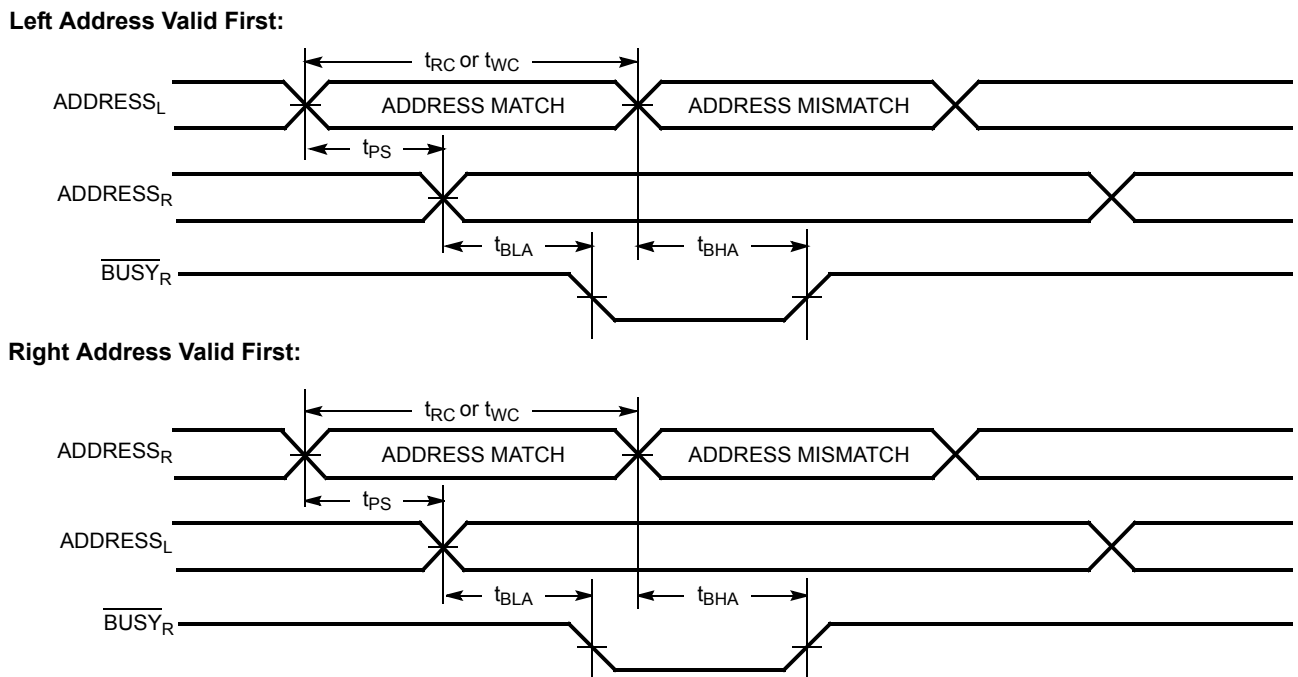 Left Address Valid First:
tRC or tWC
ADDRESSL
ADDRESS MATCH
ADDRESS MISMATCH
tPS
ADDRESSR
tBLA
tBHA
BUSYR
Right Address Valid First:
tRC or tWC
ADDRESSR
ADDRESS MATCH
ADDRESS MISMATCH
tPS
ADDRESSL
tBLA
tBHA
BUSYR